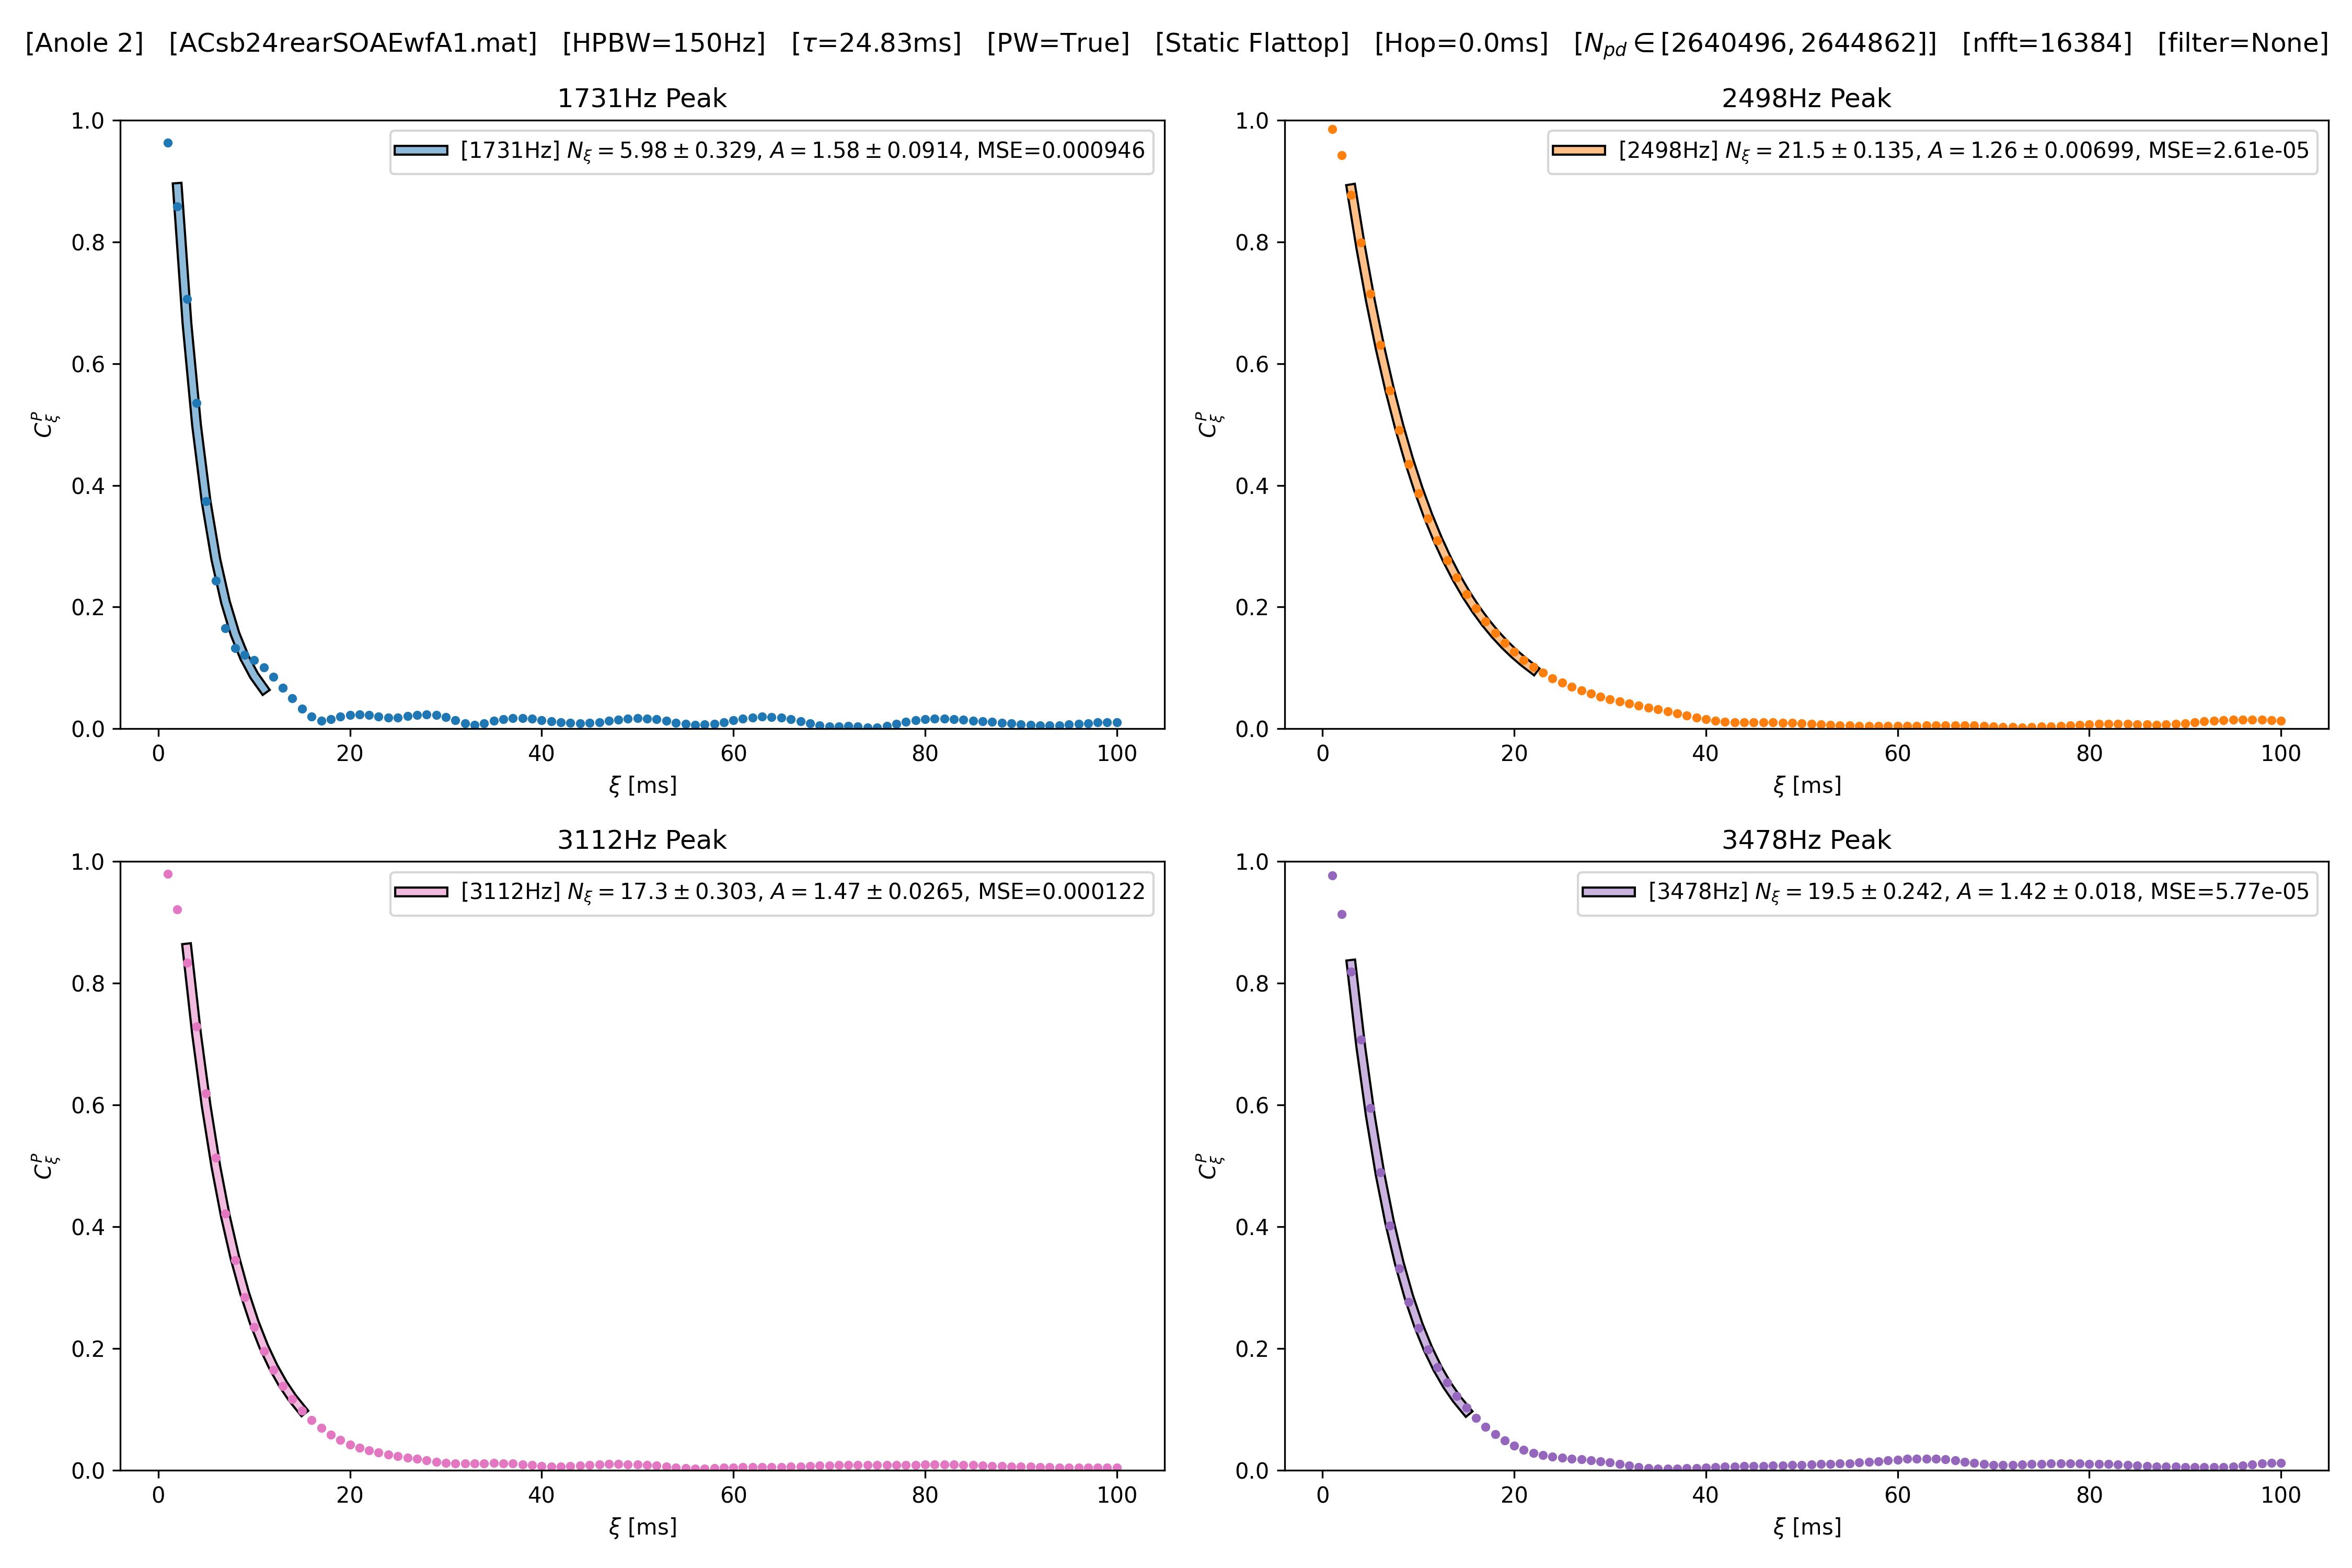 [Anole 2] [ACsb24rearSOAEwfA1.mat] [HPBW=150Hz] [τ=24.83ms] [PW=True] [Static Flattop] [Hop=0.0ms] [N_pd ∈ [2640496, 2644862]] [nfft=16384] [filter=None]
1731Hz Peak
[1731Hz] N_ξ = 5.98 ± 0.329, A = 1.58 ± 0.0914, MSE=0.000946
1.0
0.8
0.6
0.4
0.2
0.0
C_ξ^P
0 20 40 60 80 100
ξ [ms]
2498Hz Peak
[2498Hz] N_ξ = 21.5 ± 0.135, A = 1.26 ± 0.00699, MSE=2.61e-05
1.0
0.8
0.6
0.4
0.2
0.0
C_ξ^P
0 20 40 60 80 100
ξ [ms]
3112Hz Peak
[3112Hz] N_ξ = 17.3 ± 0.303, A = 1.47 ± 0.0265, MSE=0.000122
1.0
0.8
0.6
0.4
0.2
0.0
C_ξ^P
0 20 40 60 80 100
ξ [ms]
3478Hz Peak
[3478Hz] N_ξ = 19.5 ± 0.242, A = 1.42 ± 0.018, MSE=5.77e-05
1.0
0.8
0.6
0.4
0.2
0.0
C_ξ^P
0 20 40 60 80 100
ξ [ms]